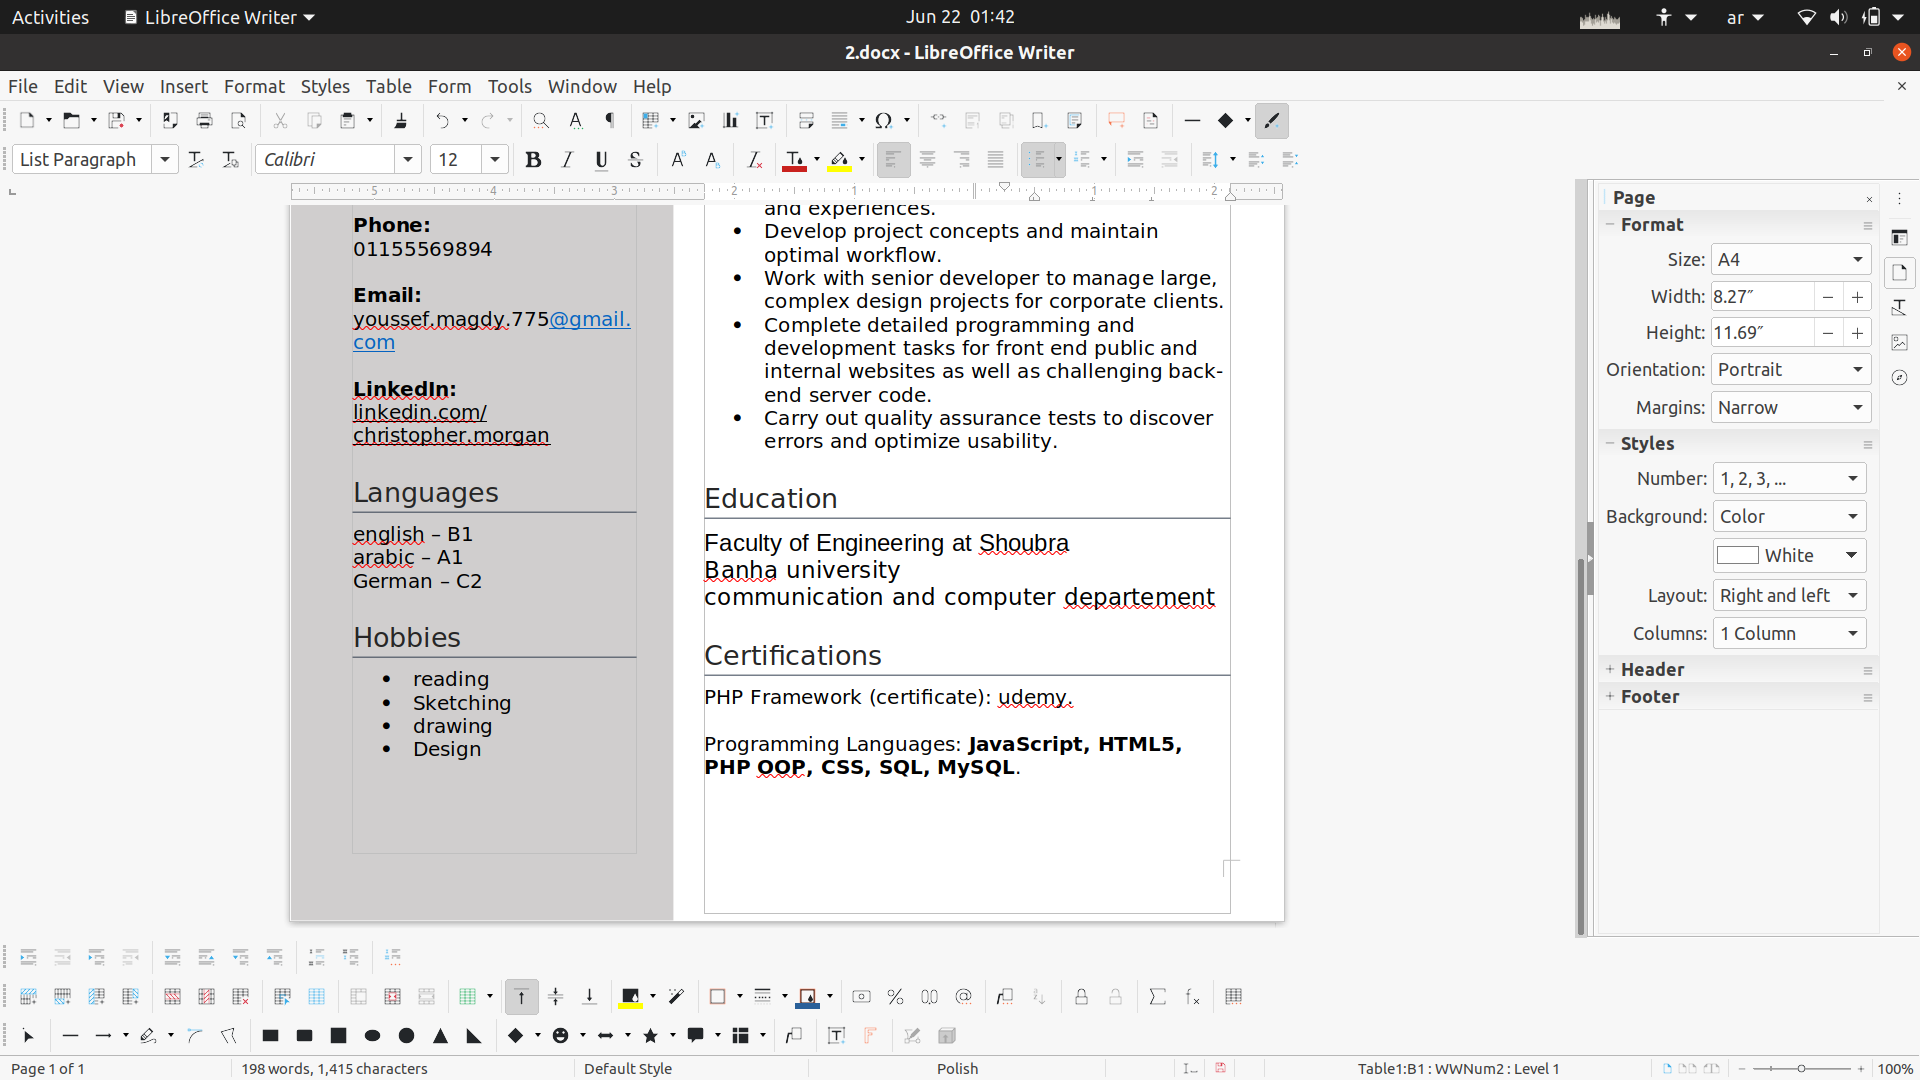 Activities
LibreOffice Writer
Jun 22 01:42
ar
2.docx - LibreOffice Writer
File Edit View Insert Format Styles Table Form Tools Window Help
List Paragraph
Calibri
12
5 4 3 2 1 1 2
Phone:
01155569894
Email:
youssef.magdy.775@gmail.
com
LinkedIn:
linkedin.com/
christopher.morgan
Languages
english – B1
arabic – A1
German – C2
Hobbies
• reading
• Sketching
• drawing
• Design
and experiences.
• Develop project concepts and maintain
optimal workflow.
• Work with senior developer to manage large,
complex design projects for corporate clients.
• Complete detailed programming and
development tasks for front end public and
internal websites as well as challenging back-
end server code.
• Carry out quality assurance tests to discover
errors and optimize usability.
Education
Faculty of Engineering at Shoubra
Banha university
communication and computer departement
Certifications
PHP Framework (certificate): udemy.
Programming Languages: JavaScript, HTML5,
PHP OOP, CSS, SQL, MySQL.
Page
Format
Size: A4
Width: 8.27″
Height: 11.69″
Orientation: Portrait
Margins: Narrow
Styles
Number: 1, 2, 3, ...
Background: Color
White
Layout: Right and left
Columns: 1 Column
Header
Footer
Page 1 of 1
198 words, 1,415 characters
Default Style
Polish
Table1:B1 : WWNum2 : Level 1
100%